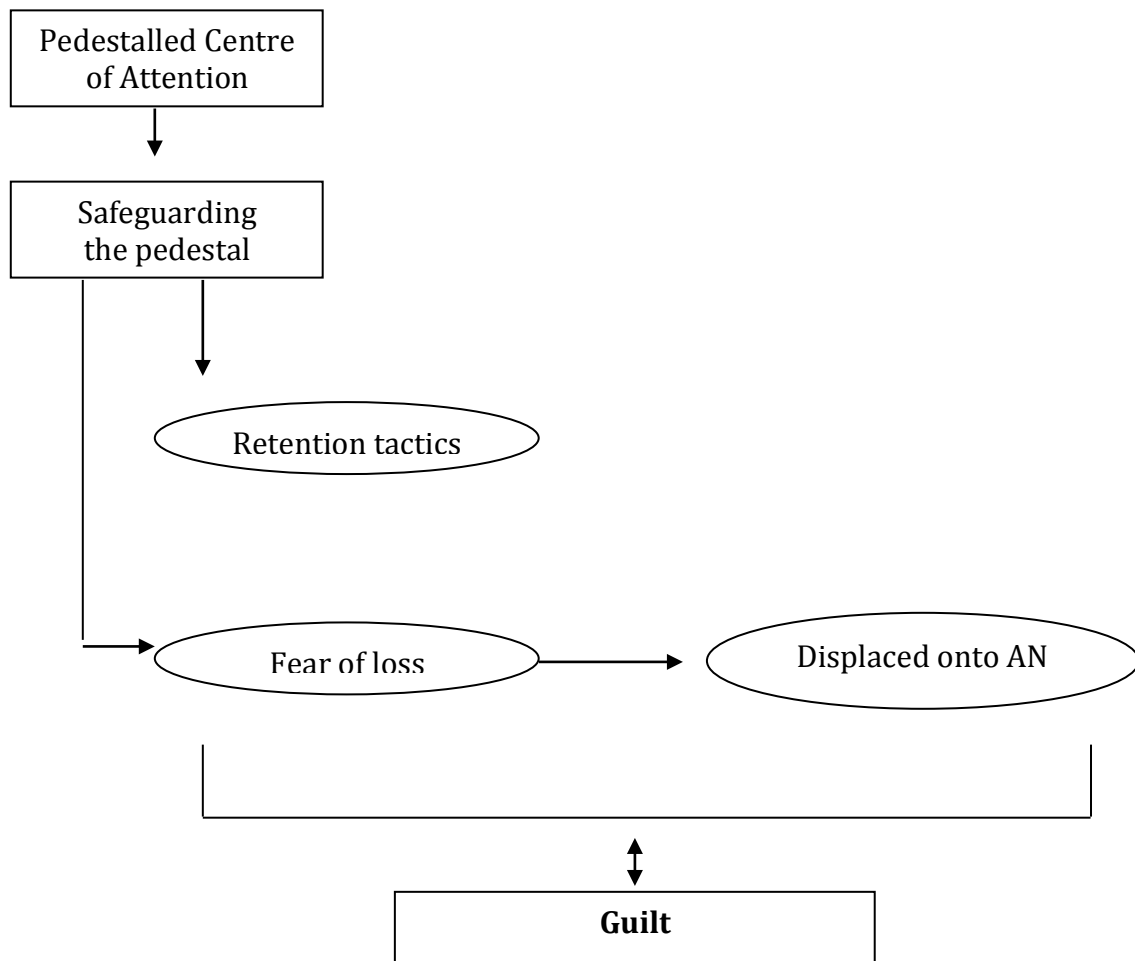 Pedestalled Centre
of Attention
Safeguarding
the pedestal
Retention tactics
Fear of loss
Displaced onto AN
Guilt